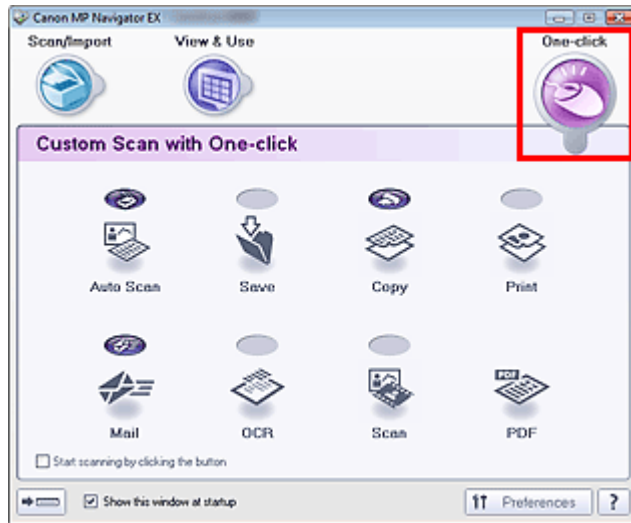 Canon MP Navigator EX
Scan/Import View & Use One-click
Custom Scan with One-click
Auto Scan Save Copy Print
PDF
Mail OCR Scan PDF
Start scanning by clicking the button
Show this window at startup Preferences ?